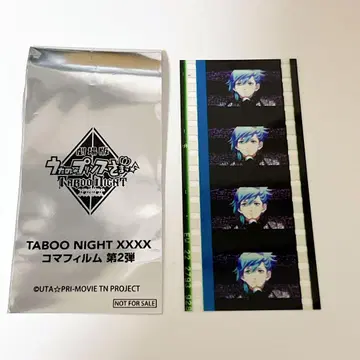 劇場版
うたの☆プリンスさまっ♪
TABOO NIGHT
TABOO NIGHT XXXX
コマフィルム 第2弾
©UTA☆PRI-MOVIE TN PROJECT
NOT FOR SALE